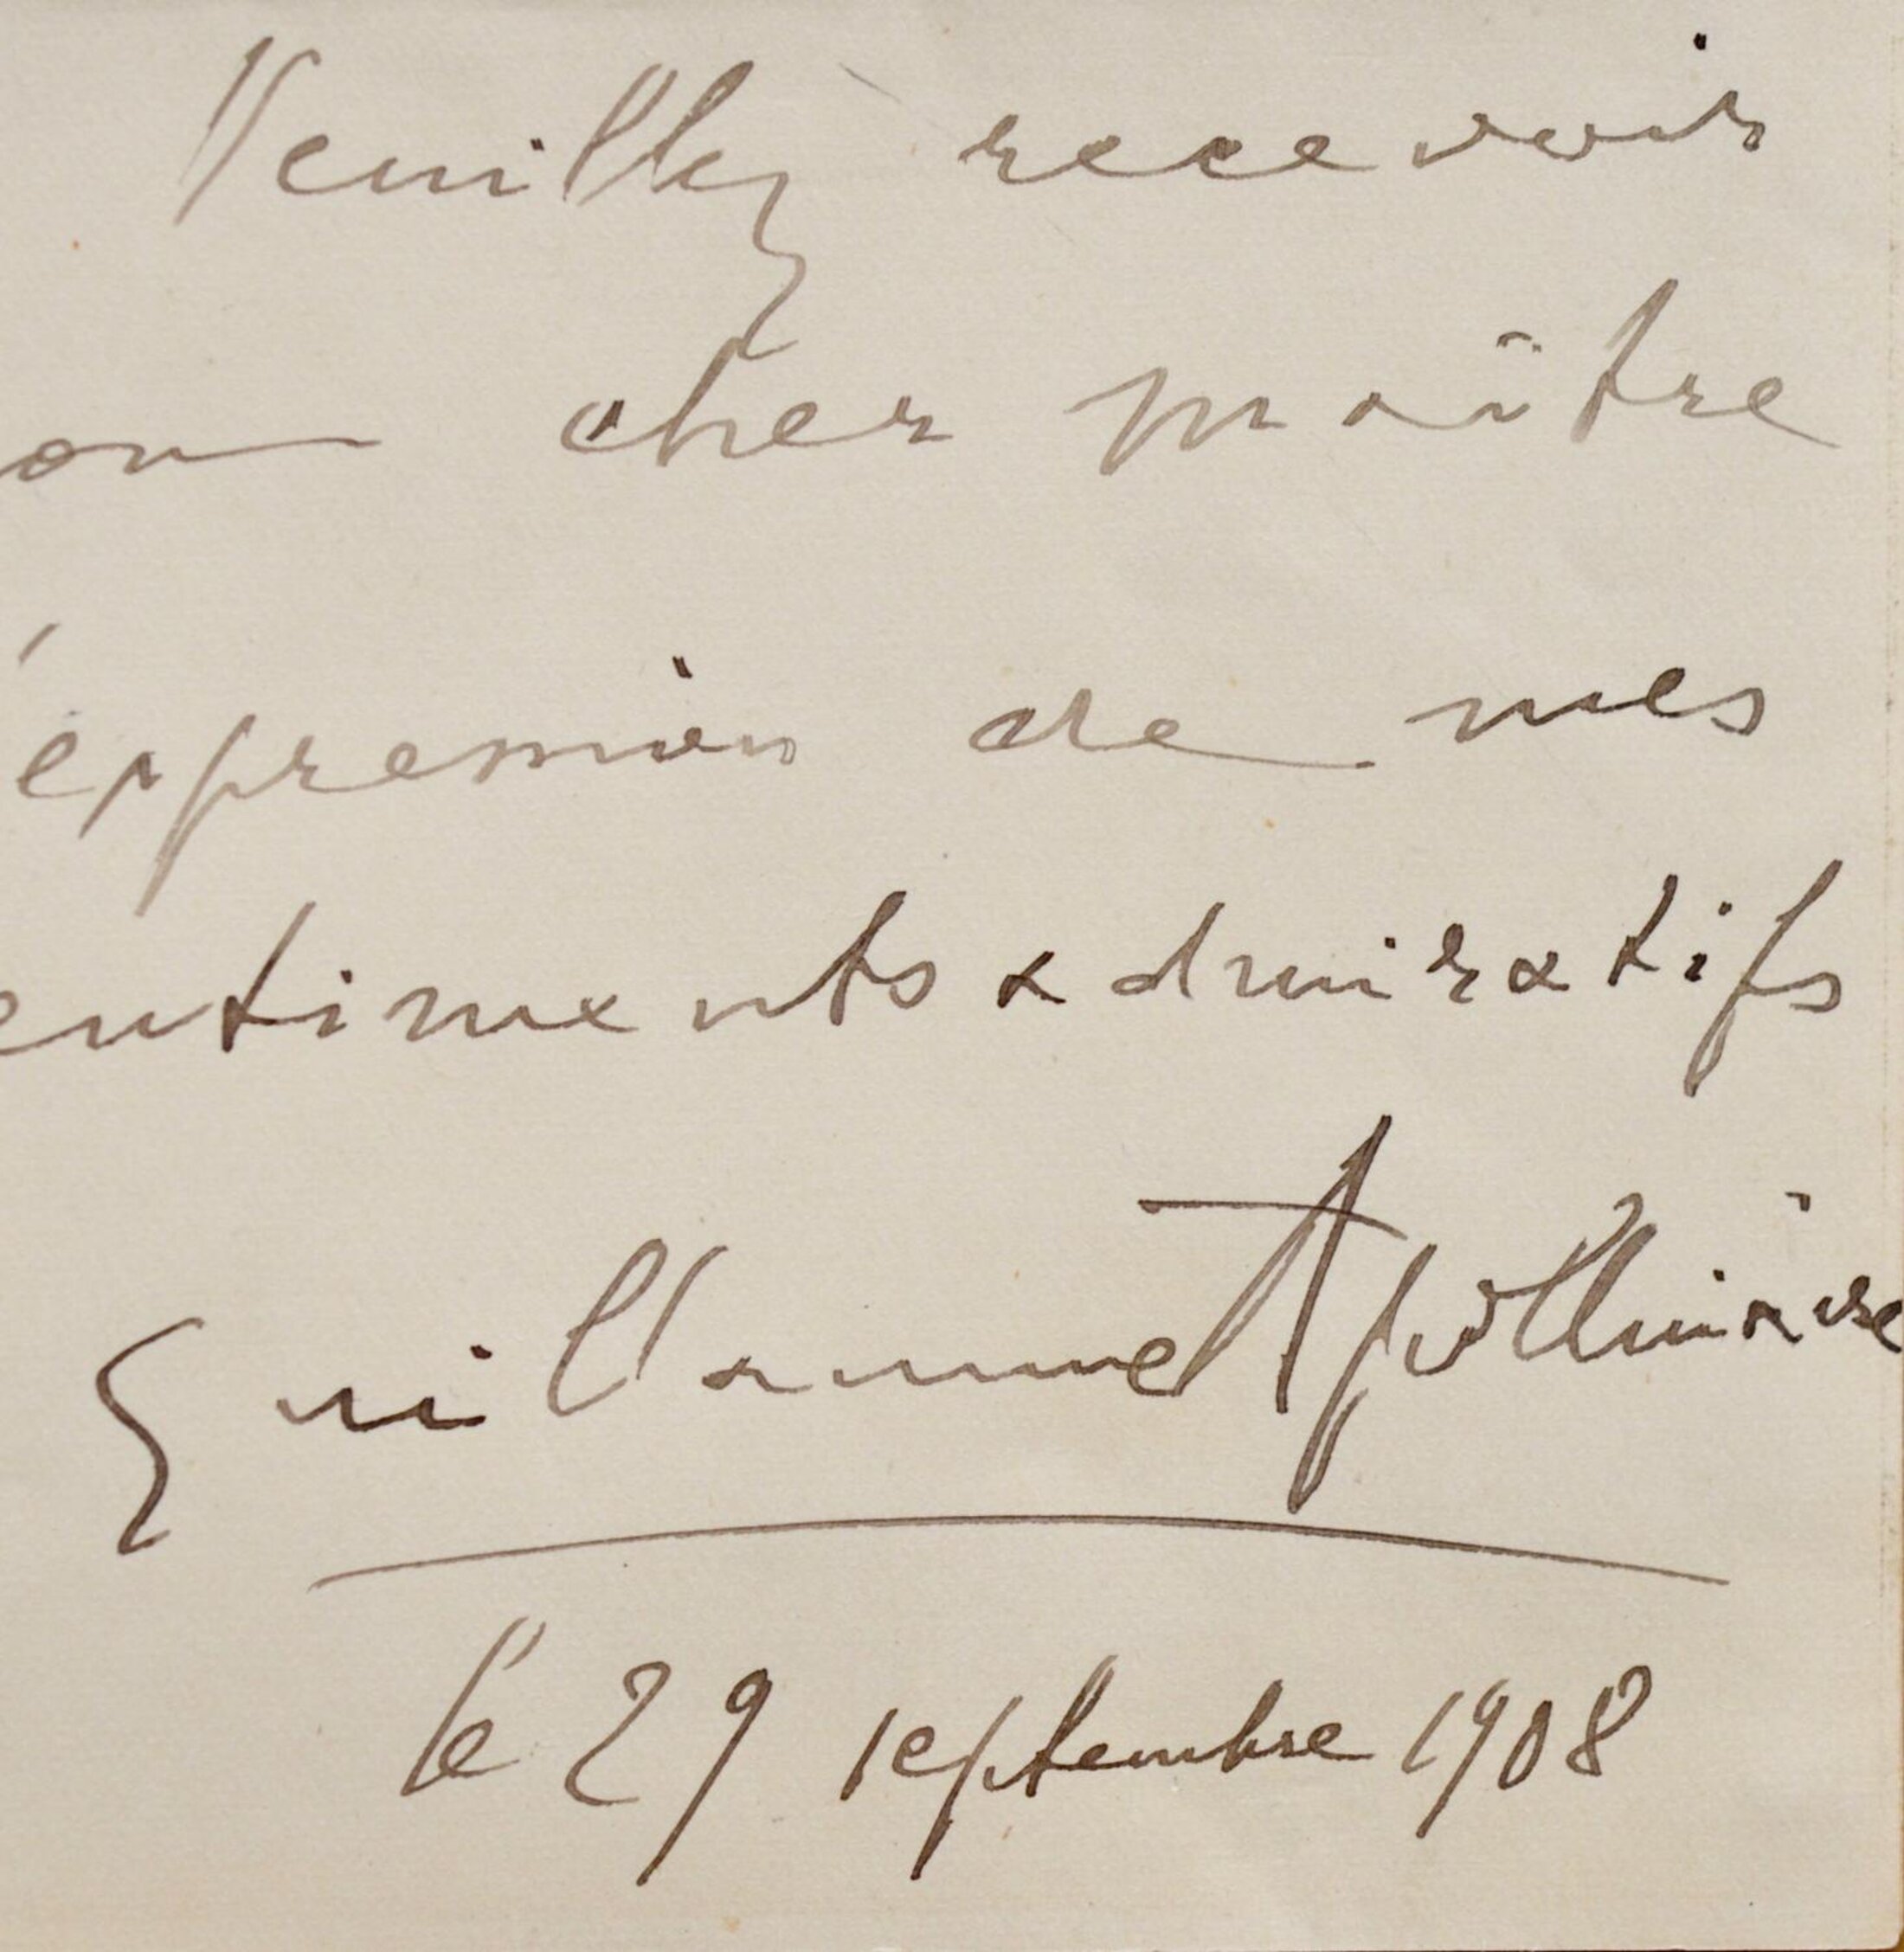 Veuillez recevoir
on cher maître
'expression de mes
entiments admiratifs
Guillaume Apollinaire
le 29 septembre 1908